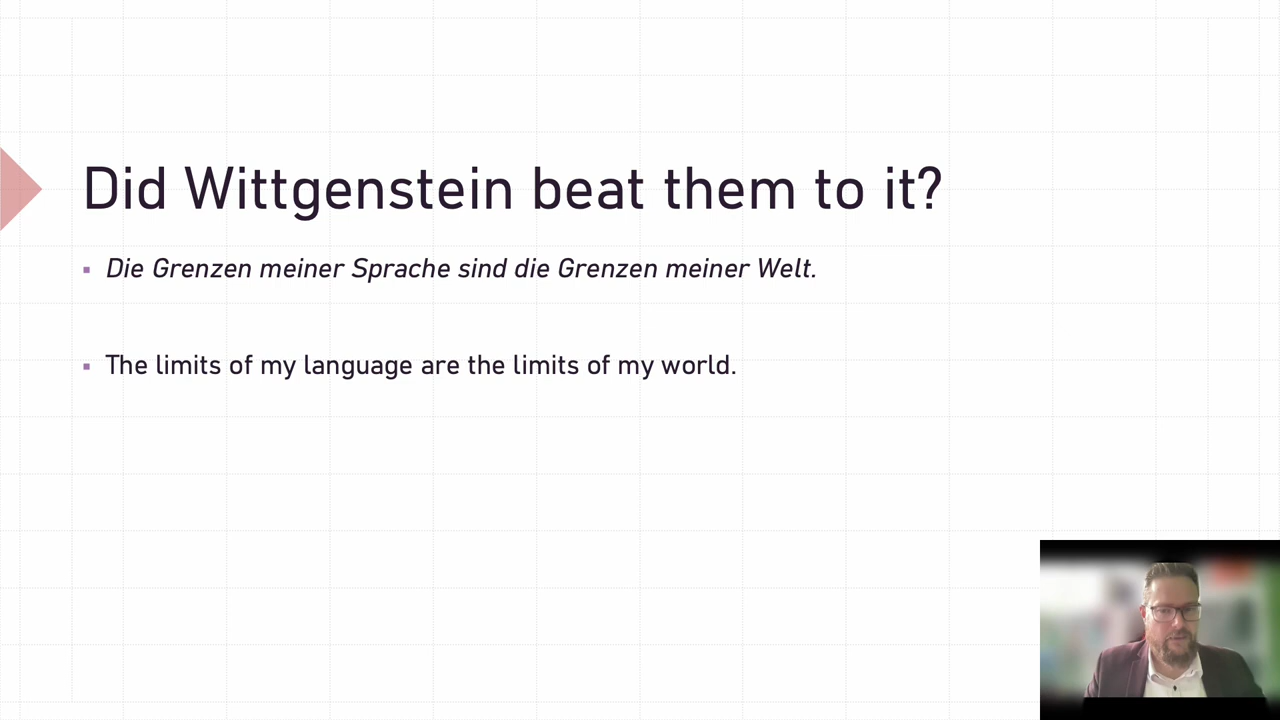 Did Wittgenstein beat them to it?
Die Grenzen meiner Sprache sind die Grenzen meiner Welt.
The limits of my language are the limits of my world.